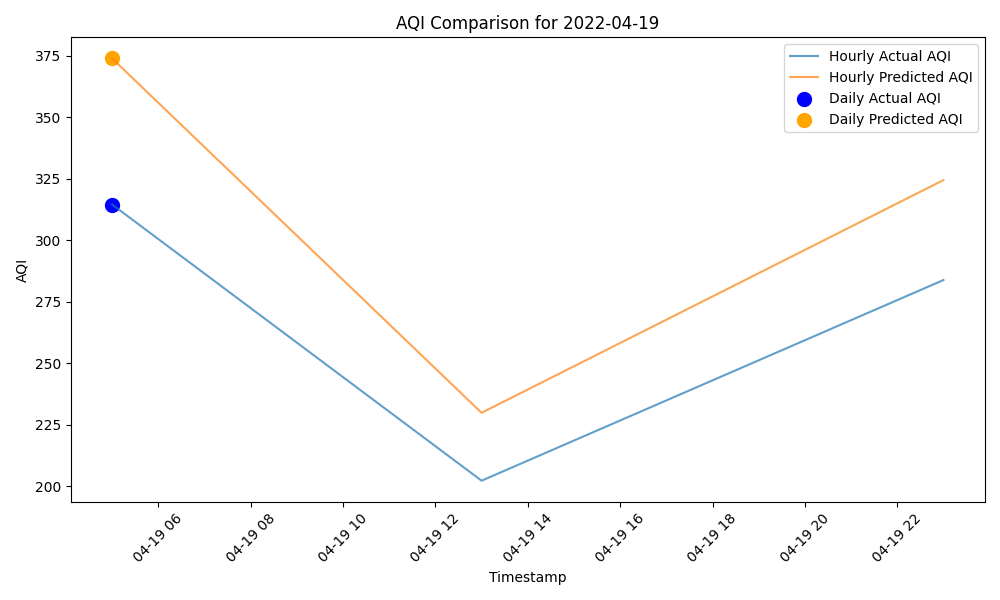 AQI Comparison for 2022-04-19
Hourly Actual AQI
Hourly Predicted AQI
Daily Actual AQI
Daily Predicted AQI
AQI
375
350
325
300
275
250
225
200
04-19 06
04-19 08
04-19 10
04-19 12
04-19 14
04-19 16
04-19 18
04-19 20
04-19 22
Timestamp